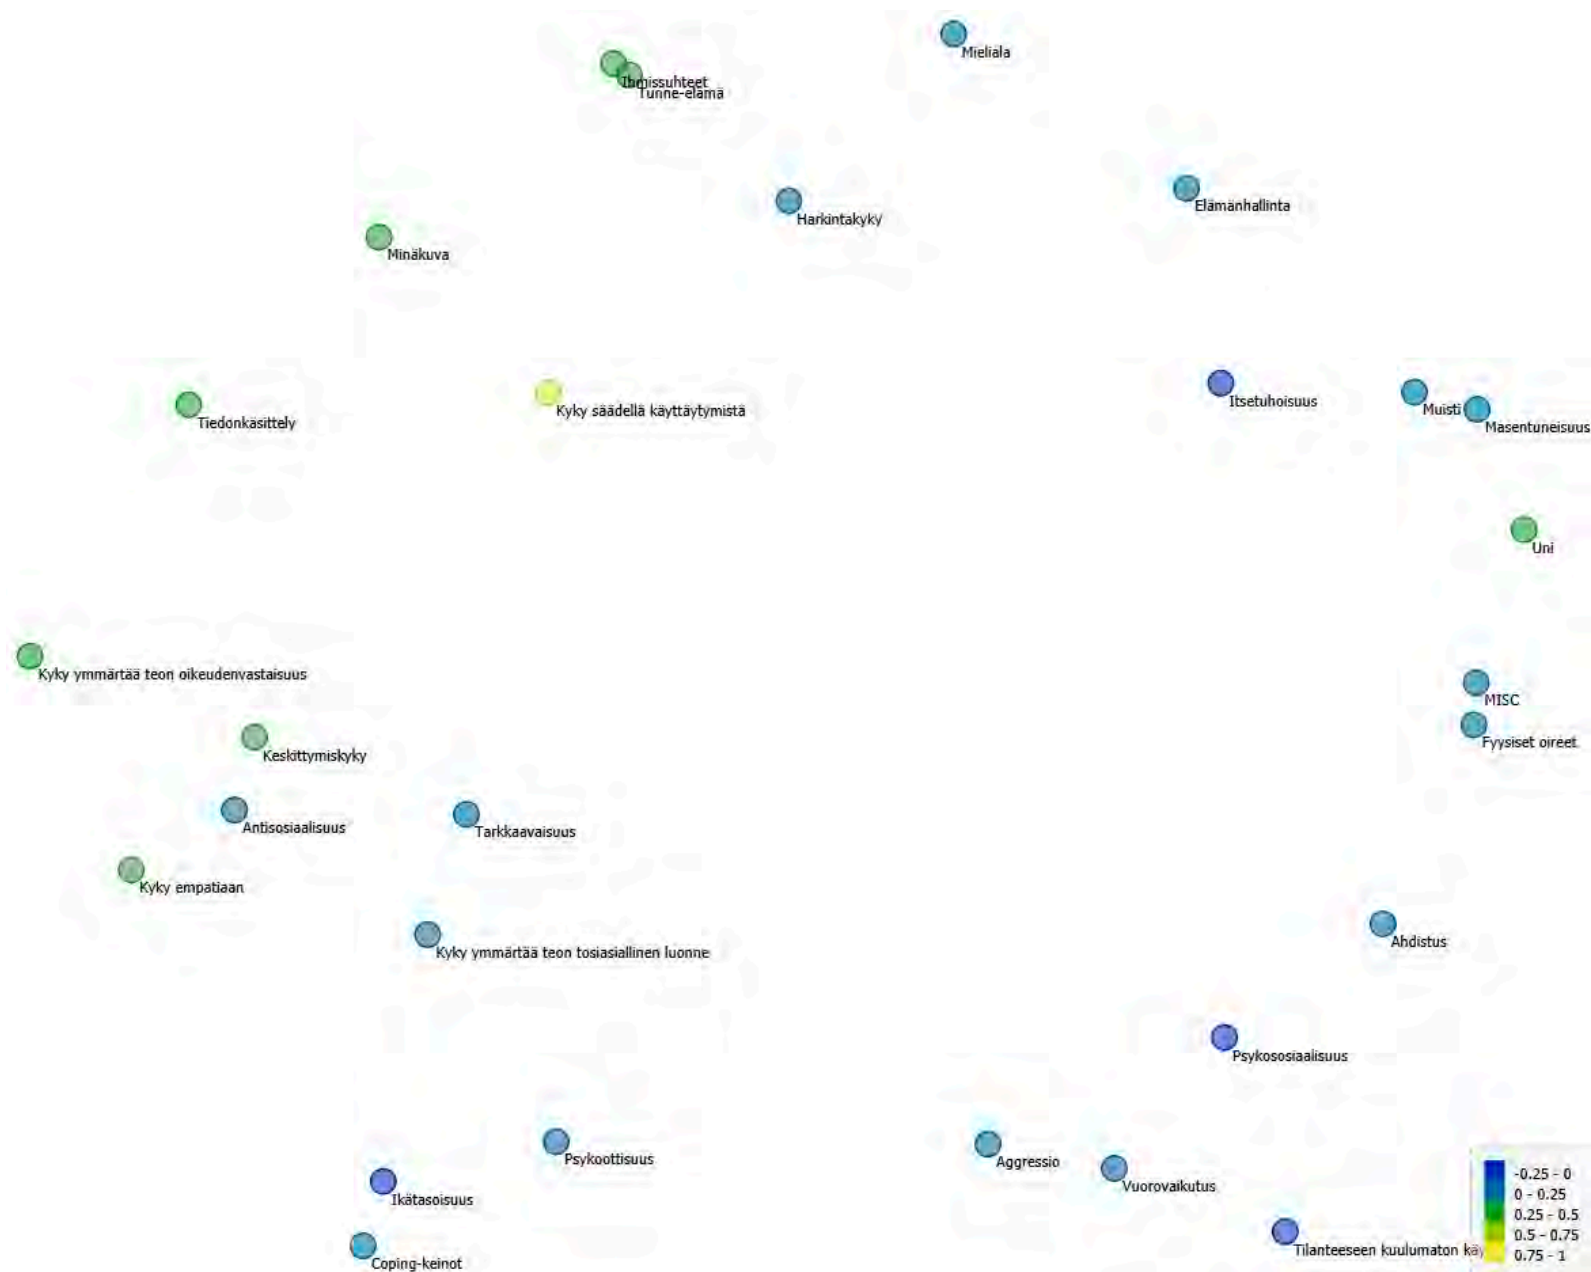 Mieliala
Ihmissuhteet
Tunne-elämä
Elämänhallinta
Harkintakyky
Minäkuva
Itsetuhoisuus
Muisti
Kyky säädellä käyttäytymistä
Tiedonkäsittely
Masentuneisuus
Uni
Kyky ymmärtää teon oikeudenvastaisuus
MISC
Fyysiset oireet
Keskittymiskyky
Antisosiaalisuus
Tarkkaavaisuus
Kyky empatiaan
Ahdistus
Kyky ymmärtää teon tosiasiallinen luonne
Psykososiaalisuus
Psykoottisuus
Aggressio
Vuorovaikutus
Ikätasoisuus
Tilanteeseen kuulumaton käy
Coping-keinot
-0.25 - 0
0 - 0.25
0.25 - 0.5
0.5 - 0.75
0.75 - 1